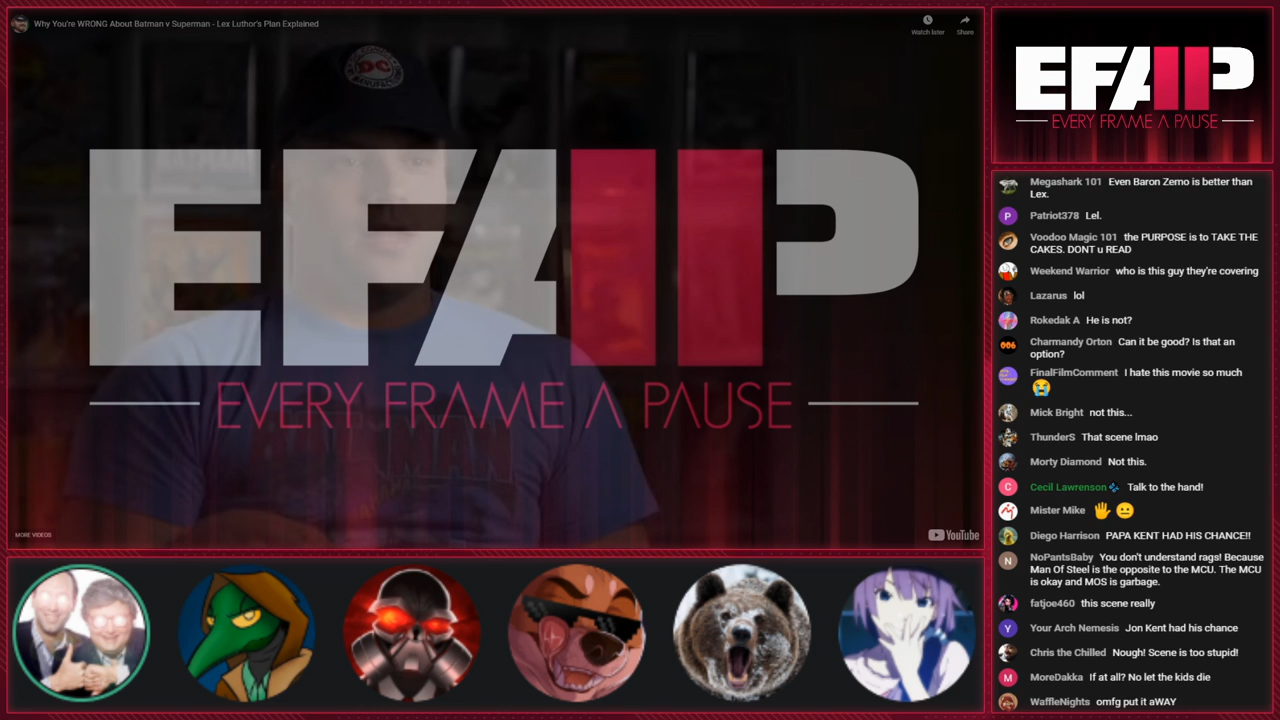 Why You're WRONG About Batman v Superman - Lex Luthor's Plan Explained
Watch later
Share
DC
EFAP
EVERY FRAME A PAUSE
MORE VIDEOS
YouTube
EFAP
EVERY FRAME A PAUSE
Megashark 101 Even Baron Zemo is better than
Lex.
P
Patriot378 Lel.
Voodoo Magic 101 the PURPOSE is to TAKE THE
CAKES. DONT u READ
Weekend Warrior who is this guy they're covering
Lazarus lol
Rokedak A He is not?
006
Charmandy Orton Can it be good? Is that an
option?
FinalFilmComment I hate this movie so much
😭
Mick Bright not this...
ThunderS That scene lmao
Morty Diamond Not this.
C
Cecil Lawrenson Talk to the hand!
Mister Mike 🖐 😐
Diego Harrison PAPA KENT HAD HIS CHANCE!!
N
NoPantsBaby You don't understand rags! Because
Man Of Steel is the opposite to the MCU. The MCU
is okay and MOS is garbage.
fatjoe460 this scene really
Y
Your Arch Nemesis Jon Kent had his chance
Chris the Chilled Nough! Scene is too stupid!
M
MoreDakka If at all? No let the kids die
WaffleNights omfg put it aWAY